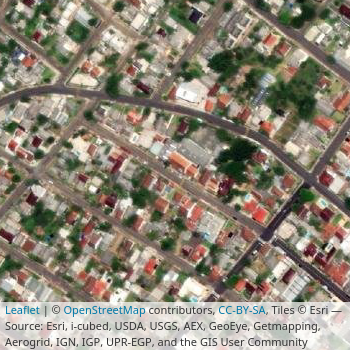 Leaflet | © OpenStreetMap contributors, CC-BY-SA, Tiles © Esri —
Source: Esri, i-cubed, USDA, USGS, AEX, GeoEye, Getmapping,
Aerogrid, IGN, IGP, UPR-EGP, and the GIS User Community